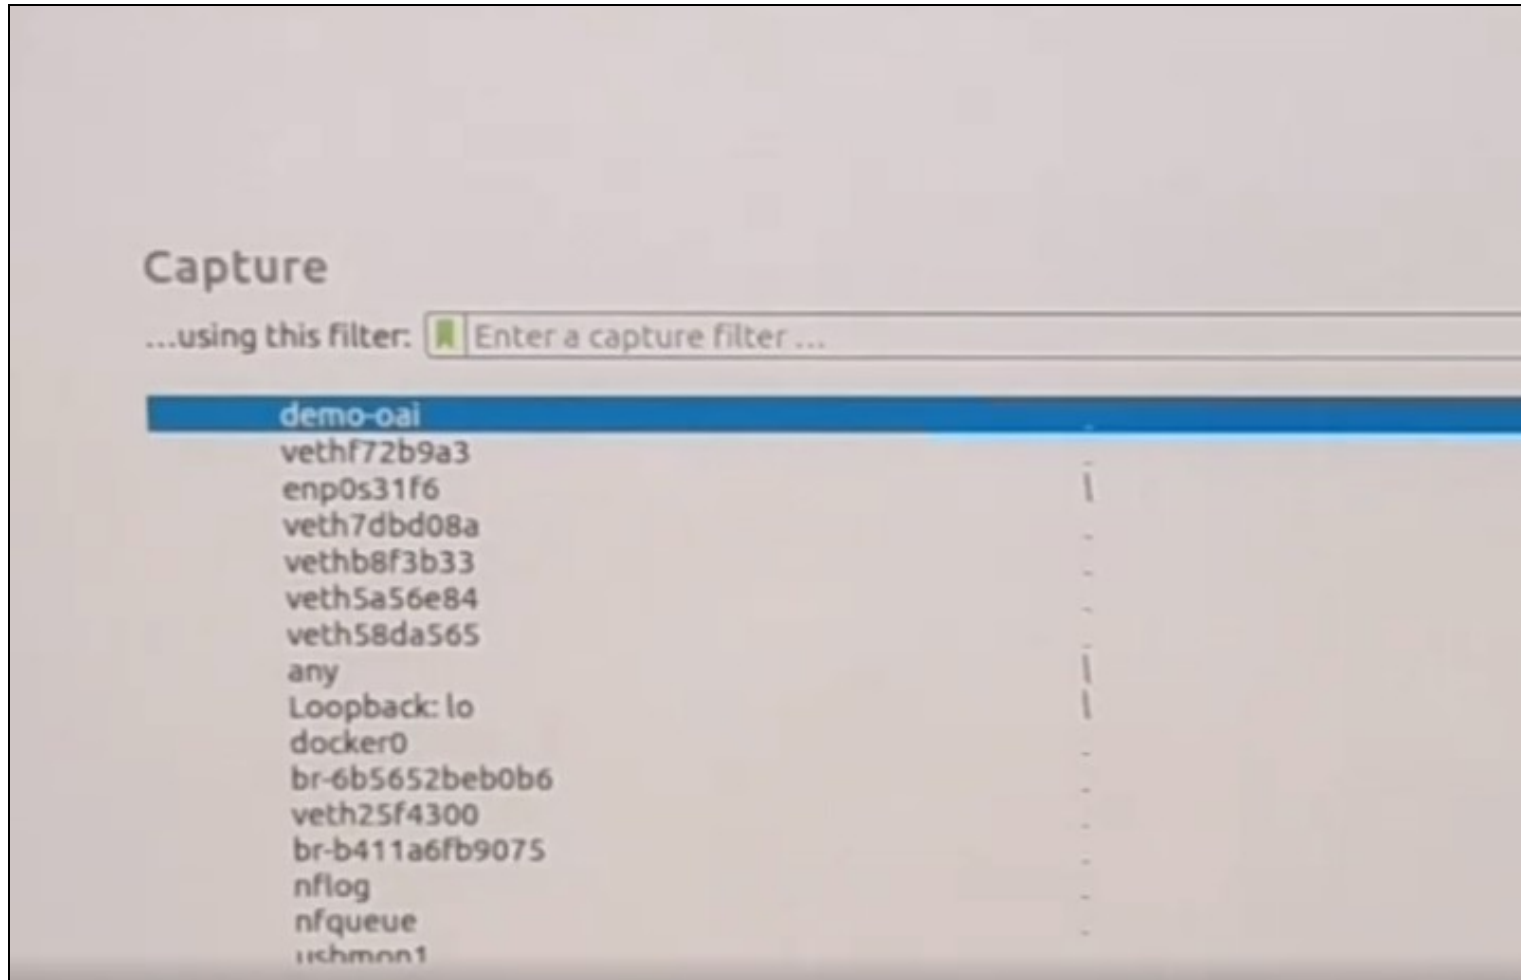 Capture
...using this filter: Enter a capture filter ...
demo-oai
vethf72b9a3
enp0s31f6
veth7dbd08a
vethb8f3b33
veth5a56e84
veth58da565
any
Loopback: lo
docker0
br-6b5652beb0b6
veth25f4300
br-b411a6fb9075
nflog
nfqueue
usbmon1